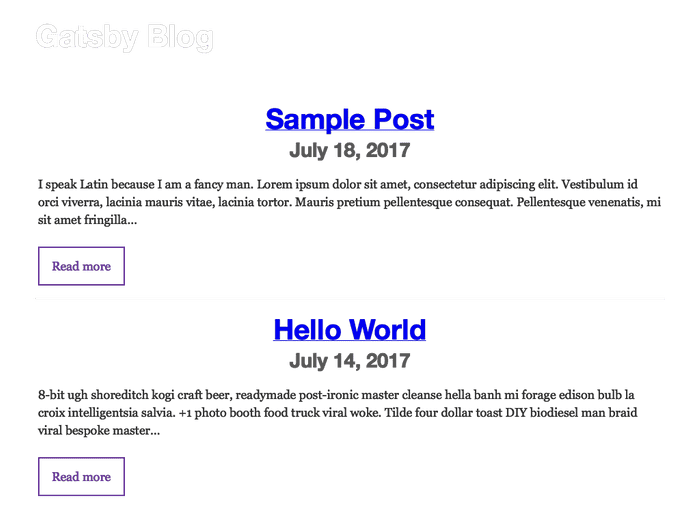 Gatsby Blog
Sample Post
July 18, 2017
I speak Latin because I am a fancy man. Lorem ipsum dolor sit amet, consectetur adipiscing elit. Vestibulum id
orci viverra, lacinia mauris vitae, lacinia tortor. Mauris pretium pellentesque consequat. Pellentesque venenatis, mi
sit amet fringilla...
Read more
Hello World
July 14, 2017
8-bit ugh shoreditch kogi craft beer, readymade post-ironic master cleanse hella banh mi forage edison bulb la
croix intelligentsia salvia. +1 photo booth food truck viral woke. Tilde four dollar toast DIY biodiesel man braid
viral bespoke master...
Read more